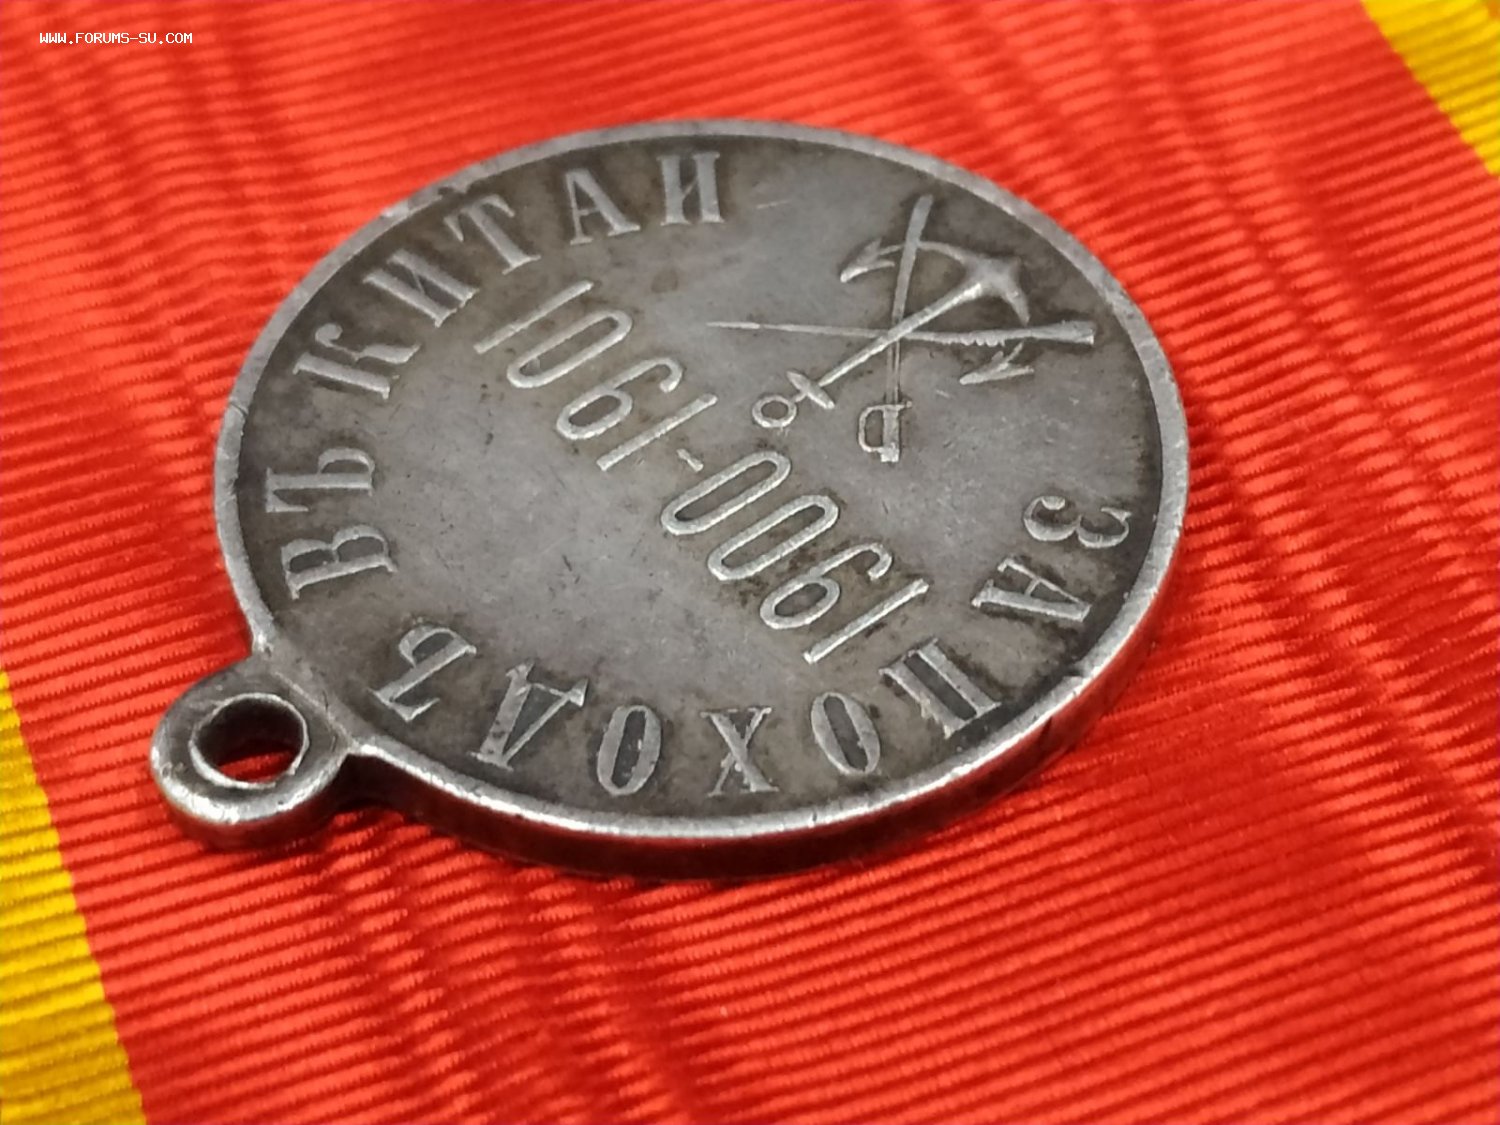 WWW.FORUMS-SU.COM
ЗА ПОХОДЪ ВЪ КИТАЙ
1900-1901